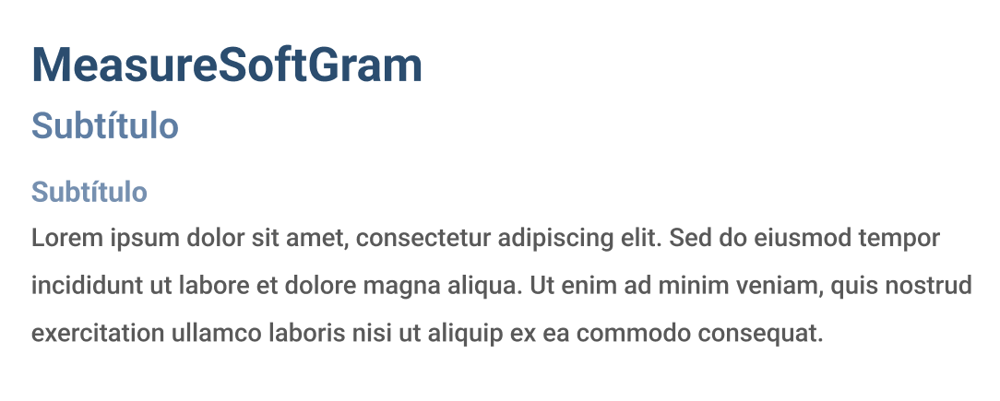 MeasureSoftGram
Subtítulo
Subtítulo
Lorem ipsum dolor sit amet, consectetur adipiscing elit. Sed do eiusmod tempor
incididunt ut labore et dolore magna aliqua. Ut enim ad minim veniam, quis nostrud
exercitation ullamco laboris nisi ut aliquip ex ea commodo consequat.